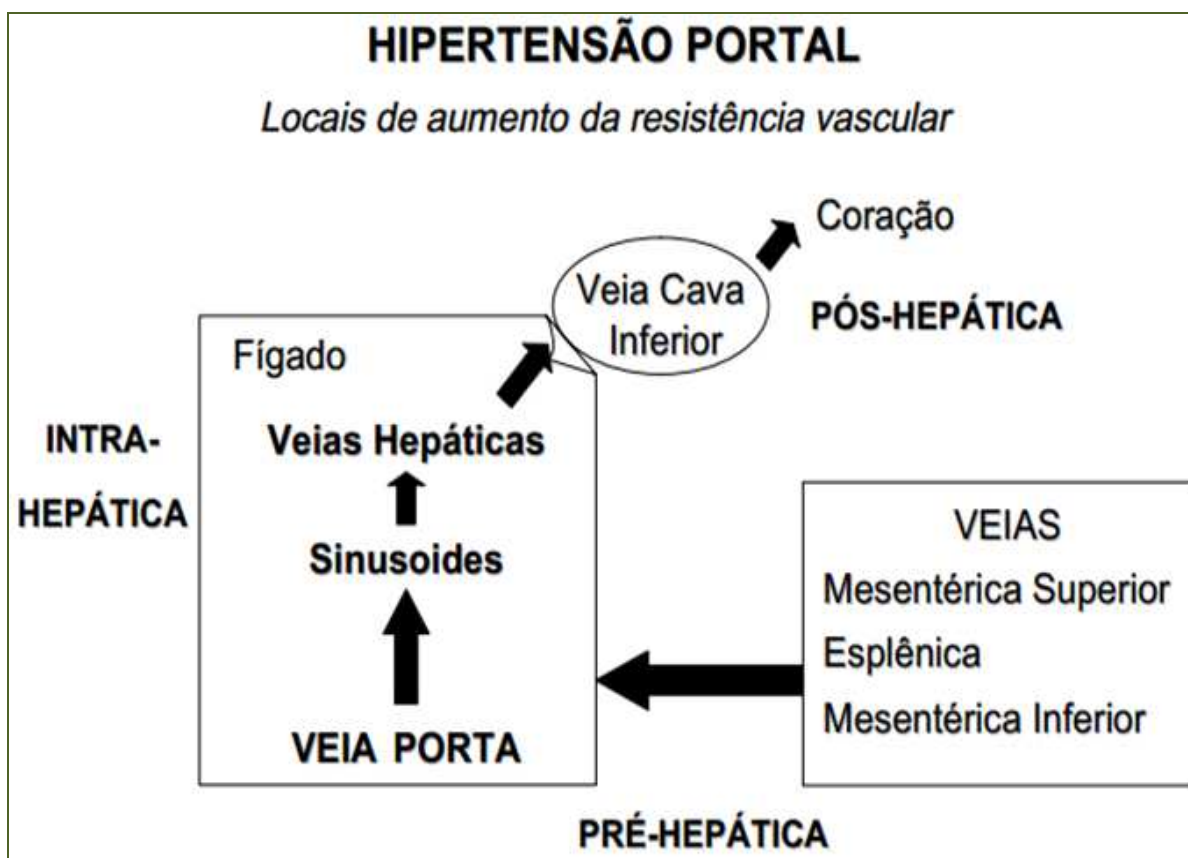 HIPERTENSÃO PORTAL
Locais de aumento da resistência vascular
Coração
Veia Cava
Inferior
PÓS-HEPÁTICA
Fígado
INTRA-
HEPÁTICA
Veias Hepáticas
Sinusoides
VEIA PORTA
VEIAS
Mesentérica Superior
Esplênica
Mesentérica Inferior
PRÉ-HEPÁTICA